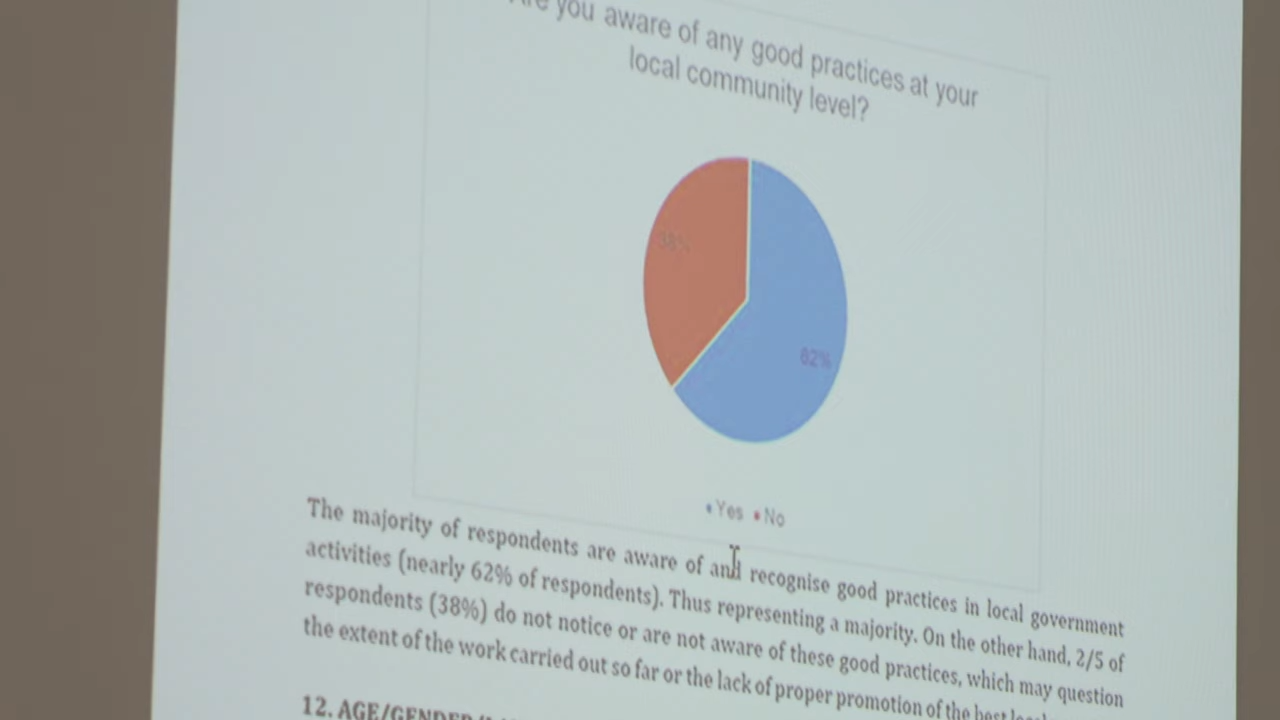 you aware of any good practices at your
local community level?
38%
62%
Yes No
The majority of respondents are aware of and recognise good practices in local government
activities (nearly 62% of respondents). Thus representing a majority. On the other hand, 2/5 of
respondents (38%) do not notice or are not aware of these good practices, which may question
the extent of the work carried out so far or the lack of proper promotion of the best
12. AGE/GENDER